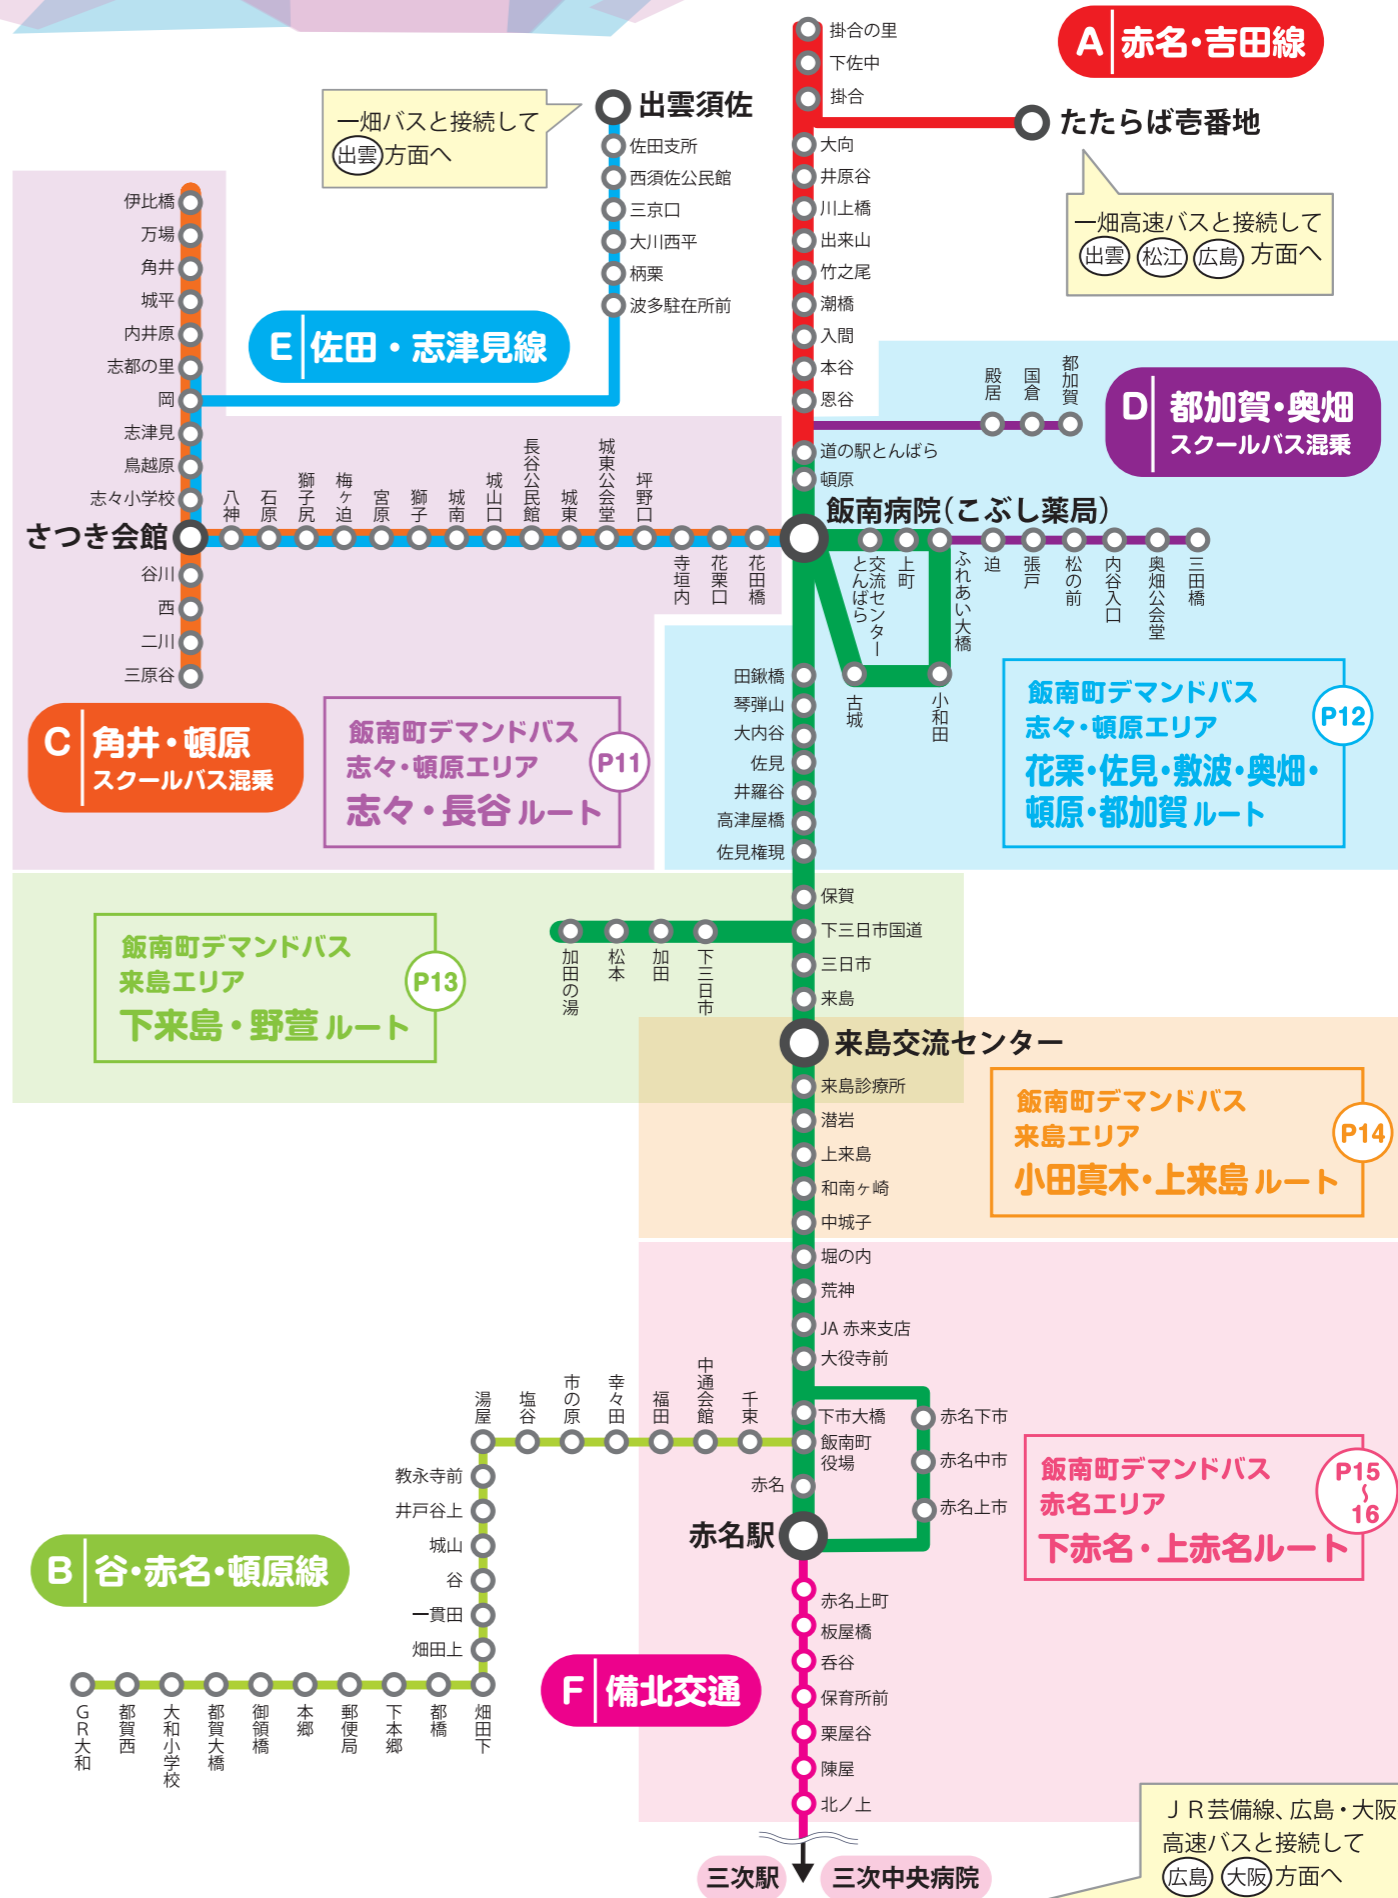 掛合の里
下佐中
掛合
A 赤名・吉田線
たたらば壱番地
一畑高速バスと接続して
出雲 松江 広島 方面へ
出雲須佐
一畑バスと接続して
出雲方面へ
佐田支所
西須佐公民館
三京口
大川西平
柄栗
波多駐在所前
E 佐田・志津見線
大向
井原谷
川上橋
出来山
竹之尾
潮橋
入間
本谷
恩谷
道の駅とんばら
頓原
殿居
国倉
都加賀
D 都加賀・奥畑
スクールバス混乗
伊比橋
万場
角井
城平
内井原
志都の里
岡
志津見
鳥越原
志々小学校
さつき会館
谷川
西
二川
三原谷
八神
石原
獅子尻
梅ヶ迫
宮原
獅子
城南
城山口
長谷公民館
城東
城東公会堂
坪野口
寺垣内
花栗口
花田橋
飯南病院(こぶし薬局)
とんばら
交流センター
上町
ふれあい大橋
迫
張戸
松の前
内谷入口
奥畑公会堂
三田橋
古城
小和田
C 角井・頓原
スクールバス混乗
飯南町デマンドバス
志々・頓原エリア
志々・長谷 ルート
P11
飯南町デマンドバス
志々・頓原エリア
花栗・佐見・敷波・奥畑・
頓原・都加賀 ルート
P12
田鍬橋
琴弾山
大内谷
佐見
井羅谷
高津屋橋
佐見権現
保賀
下三日市国道
三日市
来島
加田の湯
松本
加田
下三日市
飯南町デマンドバス
来島エリア
下来島・野萱 ルート
P13
来島交流センター
来島診療所
潜岩
上来島
和南ヶ崎
中城子
飯南町デマンドバス
来島エリア
小田真木・上来島 ルート
P14
堀の内
荒神
JA 赤来支店
大役寺前
下市大橋
飯南町
役場
赤名
赤名駅
赤名下市
赤名中市
赤名上市
飯南町デマンドバス
赤名エリア
下赤名・上赤名ルート
P15
〜
16
湯屋
塩谷
市の原
幸々田
福田
中通会館
千束
教永寺前
井戸谷上
城山
谷
一貫田
畑田上
B 谷・赤名・頓原線
GR大和
都賀西
大和小学校
都賀大橋
御領橋
本郷
郵便局
下本郷
都橋
畑田下
F 備北交通
赤名上町
板屋橋
呑谷
保育所前
栗屋谷
陳屋
北ノ上
三次駅
三次中央病院
JR芸備線、広島・大阪
高速バスと接続して
広島 大阪 方面へ